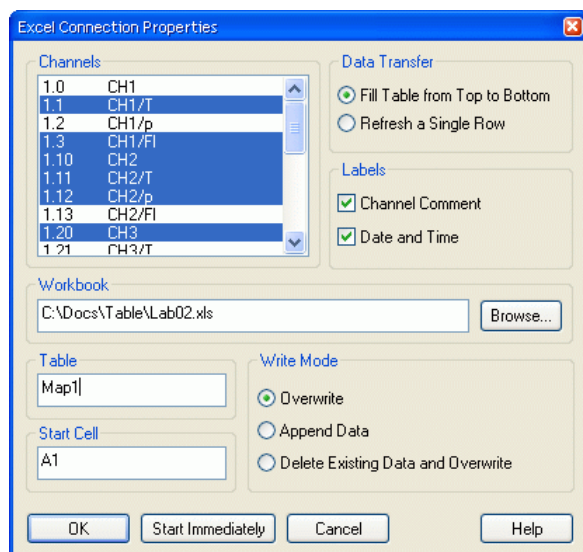 Excel Connection Properties
Channels
1.0 CH1
1.1 CH1/T
1.2 CH1/p
1.3 CH1/Fl
1.10 CH2
1.11 CH2/T
1.12 CH2/p
1.13 CH2/Fl
1.20 CH3
1.21 CH3/T
Data Transfer
Fill Table from Top to Bottom
Refresh a Single Row
Labels
Channel Comment
Date and Time
Workbook
C:\Docs\Table\Lab02.xls
Browse...
Table
Map1
Start Cell
A1
Write Mode
Overwrite
Append Data
Delete Existing Data and Overwrite
OK Start Immediately Cancel Help